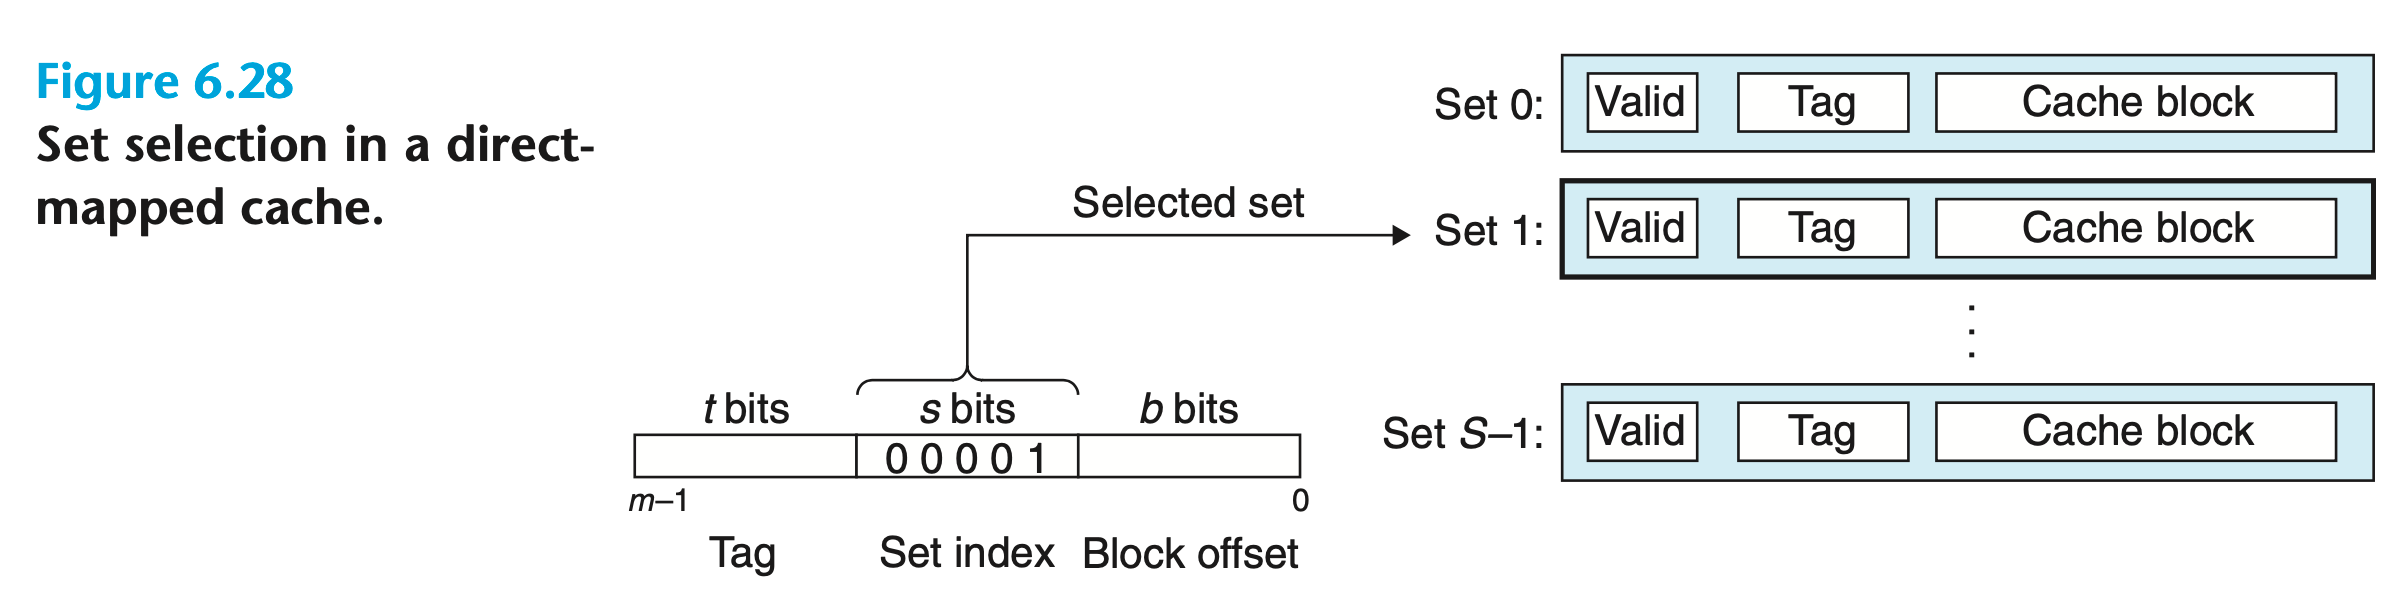 Figure 6.28
Set selection in a direct-
mapped cache.
Set 0: Valid Tag Cache block
Selected set
Set 1: Valid Tag Cache block
t bits s bits b bits
Set S–1: Valid Tag Cache block
0 0 0 0 1
m–1 0
Tag Set index Block offset